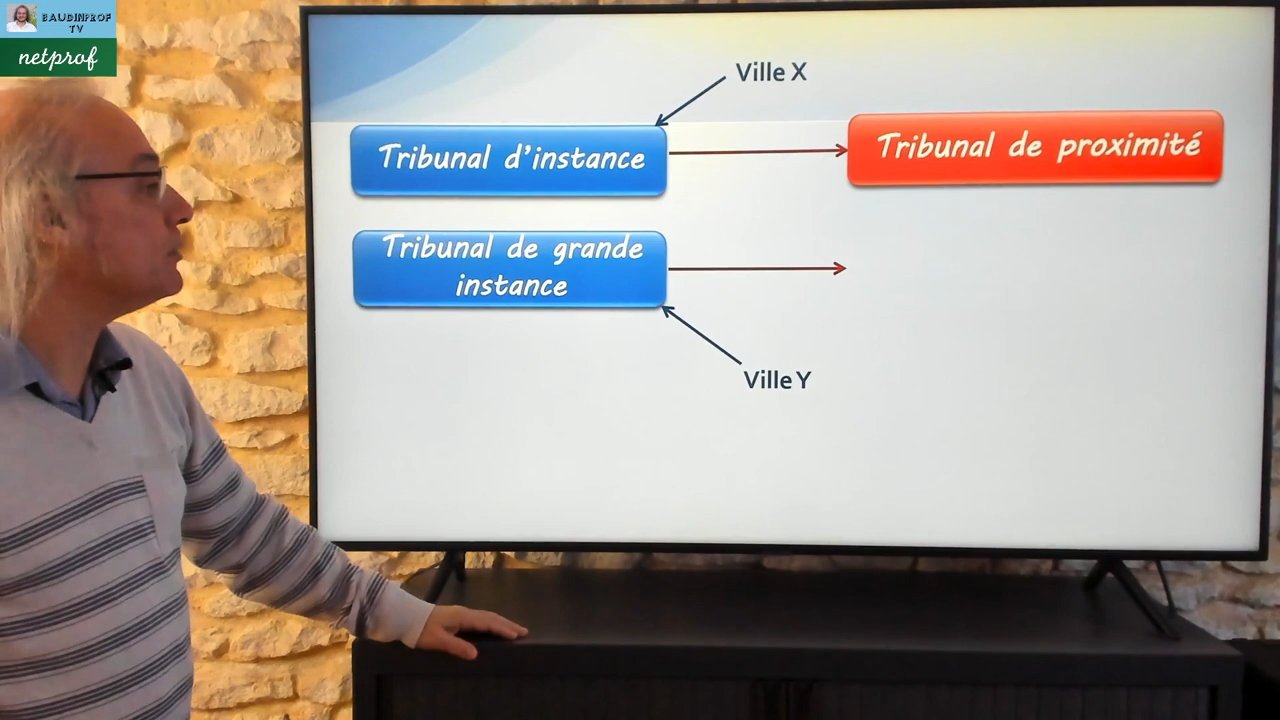 BAUDINPROF
TV
netprof
Ville X
Tribunal d'instance
Tribunal de proximité
Tribunal de grande
instance
Ville Y